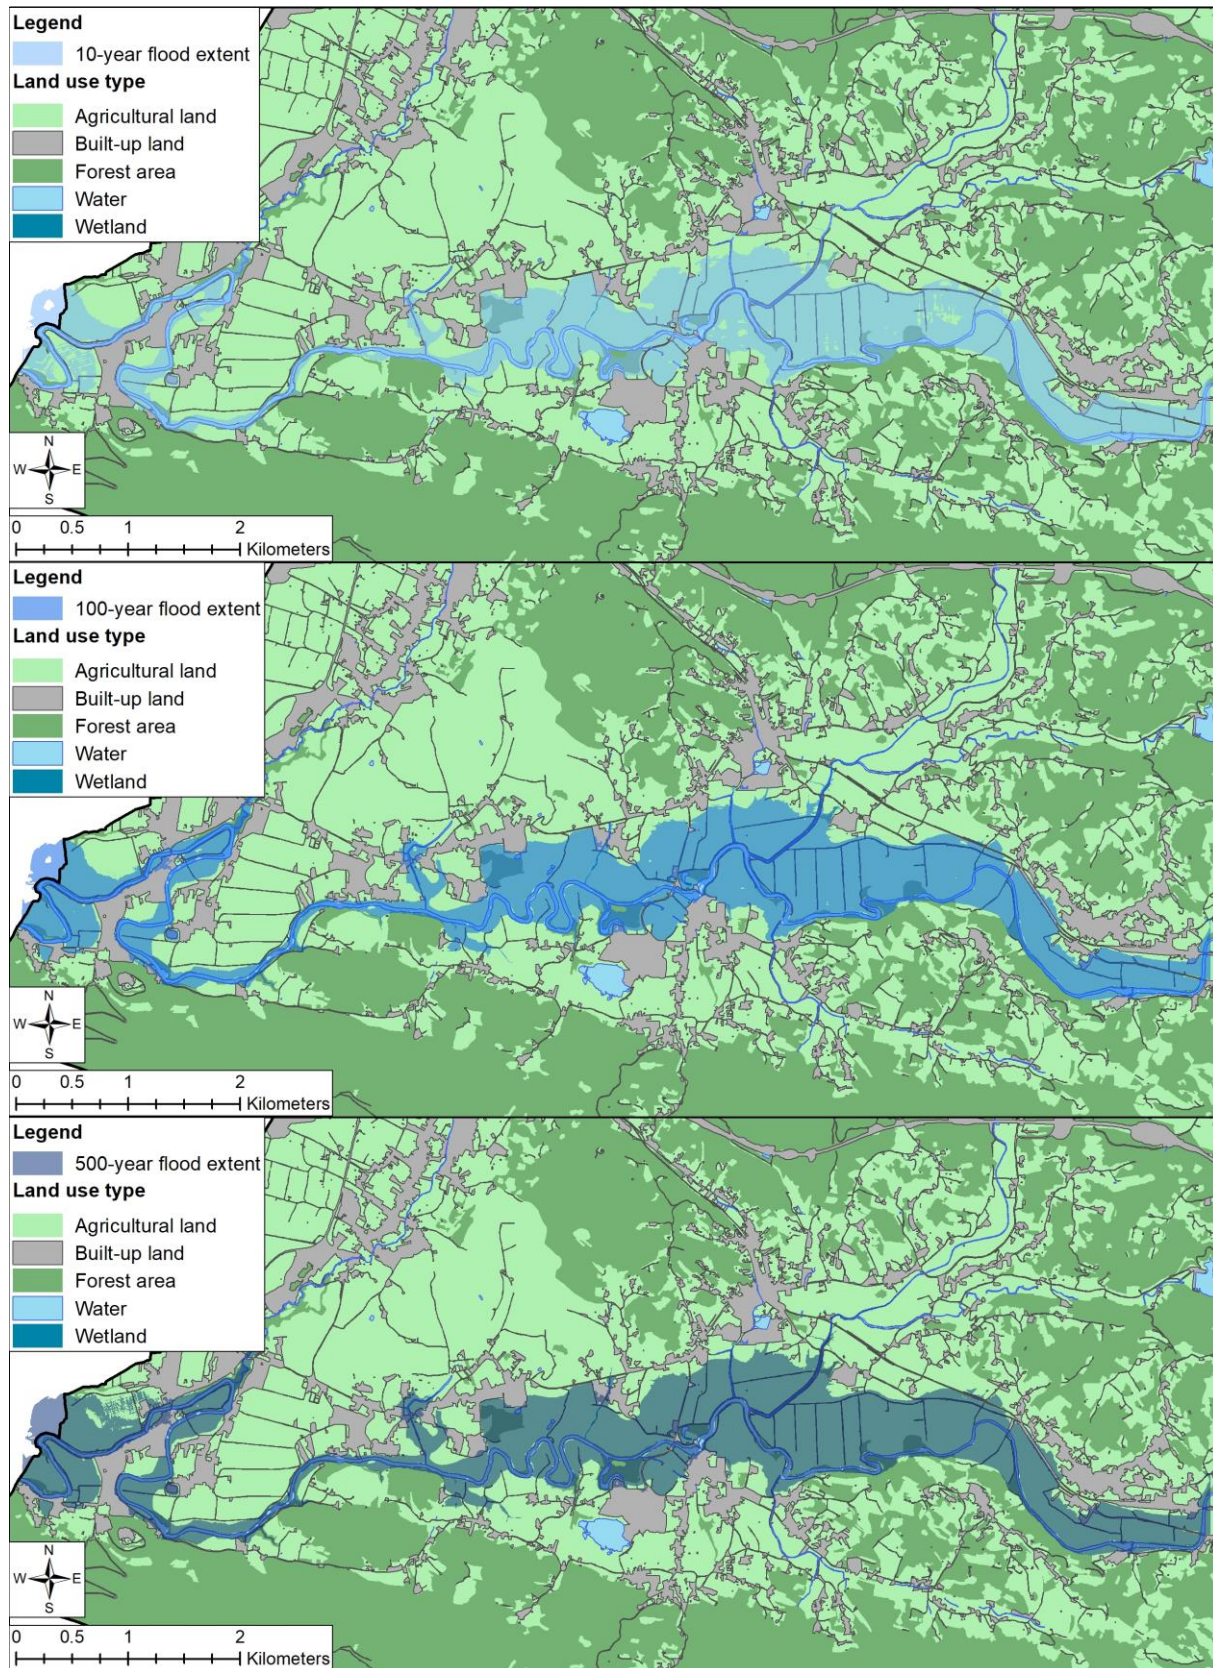 Legend
10-year flood extent
Land use type
Agricultural land
Built-up land
Forest area
Water
Wetland
N
W E
S
0 0.5 1 2
Kilometers
Legend
100-year flood extent
Land use type
Agricultural land
Built-up land
Forest area
Water
Wetland
N
W E
S
0 0.5 1 2
Kilometers
Legend
500-year flood extent
Land use type
Agricultural land
Built-up land
Forest area
Water
Wetland
N
W E
S
0 0.5 1 2
Kilometers